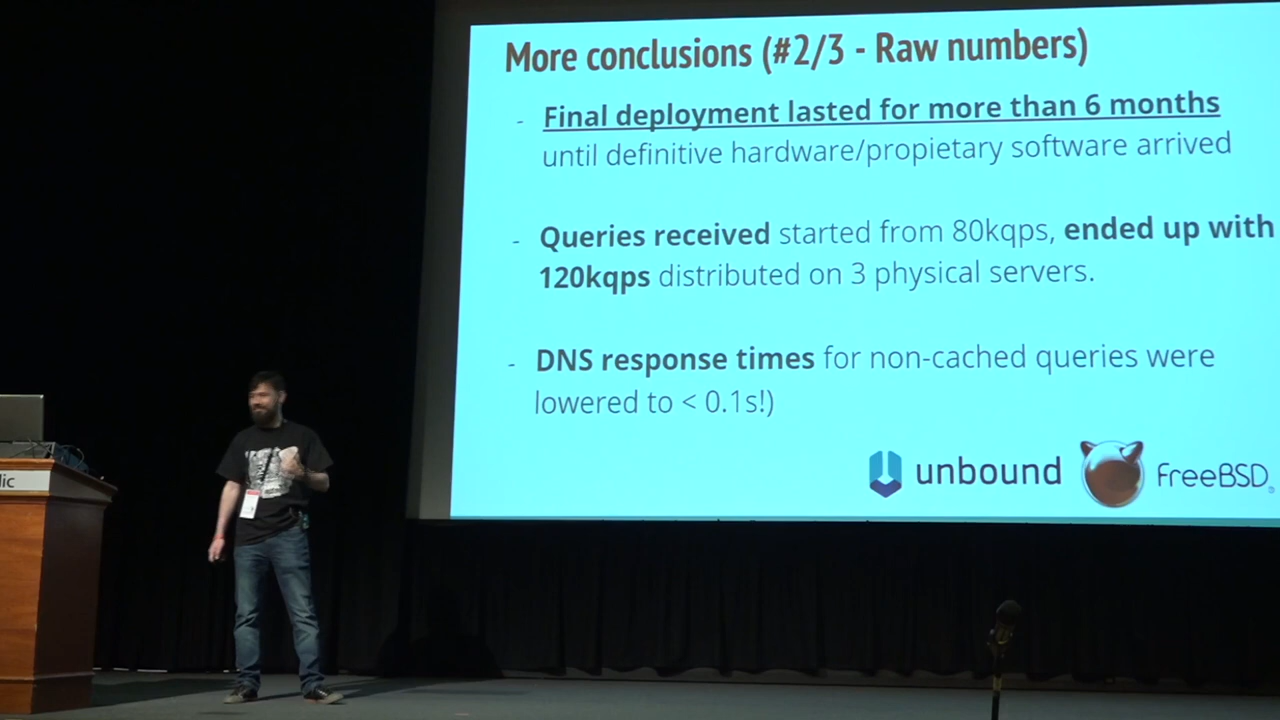 More conclusions (#2/3 - Raw numbers)
- Final deployment lasted for more than 6 months
until definitive hardware/propietary software arrived
- Queries received started from 80kqps, ended up with
120kqps distributed on 3 physical servers.
- DNS response times for non-cached queries were
lowered to < 0.1s!)
unbound
FreeBSD
lic